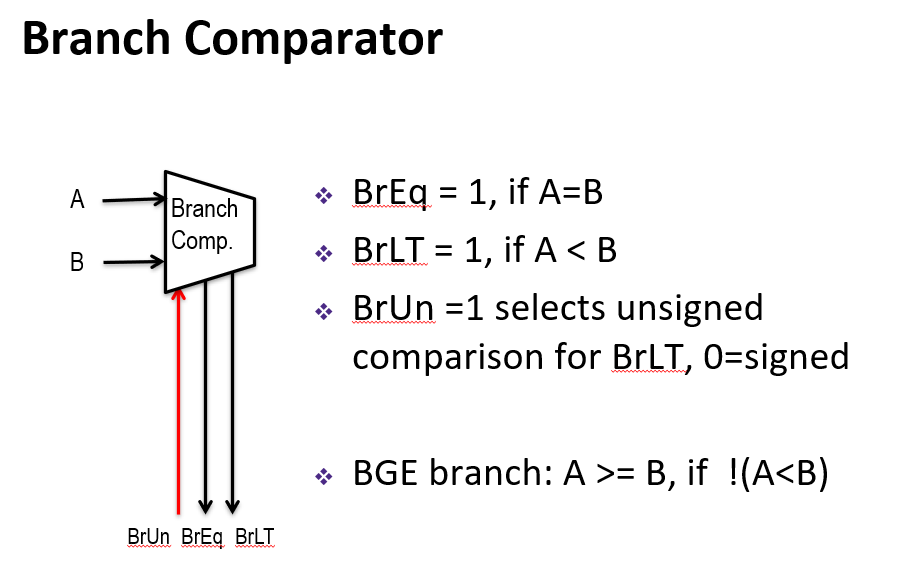 Branch Comparator
A
B
Branch
Comp.
BrUn BrEq BrLT
BrEq = 1, if A=B
BrLT = 1, if A < B
BrUn =1 selects unsigned
comparison for BrLT, 0=signed
BGE branch: A >= B, if !(A<B)